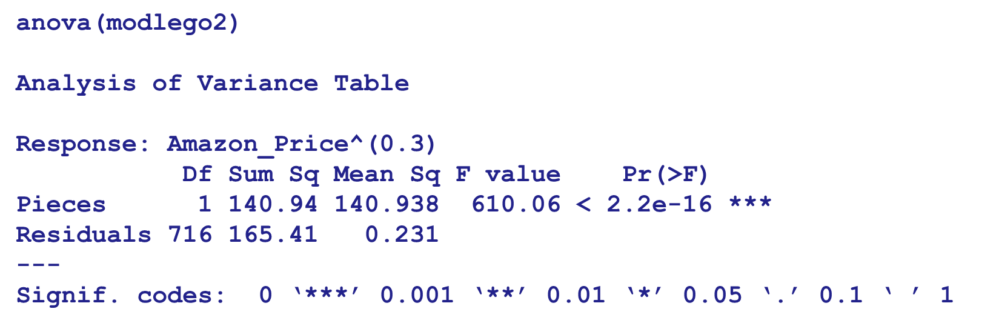 anova(modlego2)
Analysis of Variance Table
Response: Amazon_Price^(0.3)
Df Sum Sq Mean Sq F value Pr(>F)
Pieces 1 140.94 140.938 610.06 < 2.2e-16 ***
Residuals 716 165.41 0.231
---
Signif. codes: 0 ‘***’ 0.001 ‘**’ 0.01 ‘*’ 0.05 ‘.’ 0.1 ‘ ’ 1